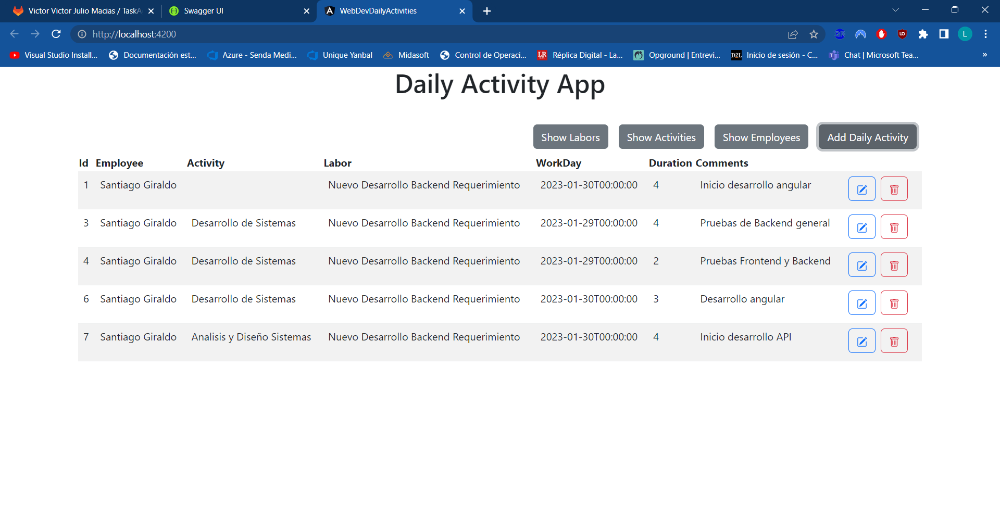 Victor Victor Julio Macias / TaskA
Swagger UI
WebDevDailyActivities
http://localhost:4200
L
Visual Studio Install... Documentación est... Azure - Senda Medi... Unique Yanbal Midasoft Control de Operaci... LR Réplica Digital - La... Opground | Entrevi... D2L Inicio de sesión - C... Chat | Microsoft Tea... »
Daily Activity App
Show Labors Show Activities Show Employees Add Daily Activity
Id Employee Activity Labor WorkDay Duration Comments
1 Santiago Giraldo Nuevo Desarrollo Backend Requerimiento 2023-01-30T00:00:00 4 Inicio desarrollo angular
3 Santiago Giraldo Desarrollo de Sistemas Nuevo Desarrollo Backend Requerimiento 2023-01-29T00:00:00 4 Pruebas de Backend general
4 Santiago Giraldo Desarrollo de Sistemas Nuevo Desarrollo Backend Requerimiento 2023-01-29T00:00:00 2 Pruebas Frontend y Backend
6 Santiago Giraldo Desarrollo de Sistemas Nuevo Desarrollo Backend Requerimiento 2023-01-30T00:00:00 3 Desarrollo angular
7 Santiago Giraldo Analisis y Diseño Sistemas Nuevo Desarrollo Backend Requerimiento 2023-01-30T00:00:00 4 Inicio desarrollo API